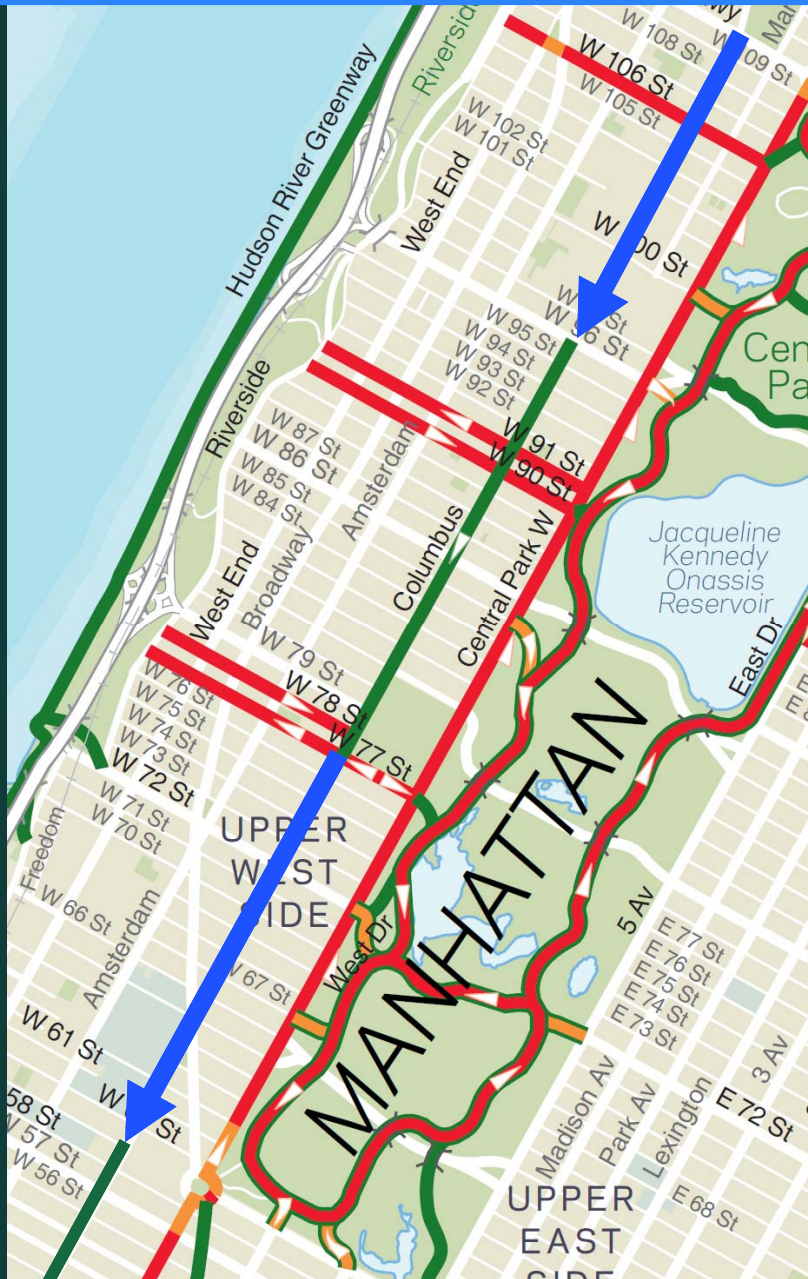 Riverside
W 108 St
W 109 St
W 106 St
W 105 St
Hudson River Greenway
W 102 St
W 101 St
West End
W 96 St
W 95 St
W 94 St
W 93 St
W 92 St
Riverside
W 91 St
W 90 St
W 87 St
W 86 St
W 85 St
W 84 St
Amsterdam
Columbus
Central Park W
Jacqueline
Kennedy
Onassis
Reservoir
West End
Broadway
East Dr
W 79 St
W 78 St
W 77 St
W 76 St
W 75 St
W 74 St
W 73 St
W 72 St
W 71 St
W 70 St
MANHATTAN
UPPER
WEST
SIDE
Freedom
W 66 St
Amsterdam
W 67 St
West Dr
5 Av
E 77 St
E 76 St
E 75 St
E 74 St
E 73 St
W 61 St
58 St
W 57 St
W 56 St
Madison Av
Park Av
Lexington
3 Av
E 72 St
E 68 St
UPPER
EAST
SIDE